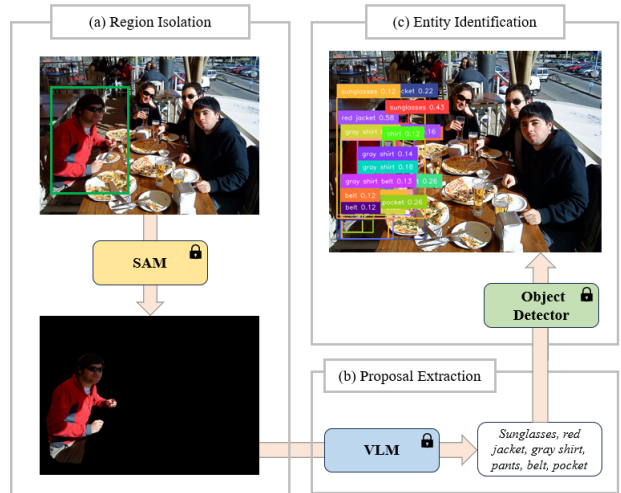 (a) Region Isolation
SAM
(b) Proposal Extraction
VLM
Sunglasses, red
jacket, gray shirt,
pants, belt, pocket
(c) Entity Identification
Object
Detector
sunglasses 0.12
cket 0.22
sunglasses 0.43
red jacket 0.58
gray shirt
0.16
shirt 0.12
gray shirt 0.14
gray shirt 0.18
gray shirt belt 0.13
t 0.26
belt 0.12
pocket 0.26
belt 0.12